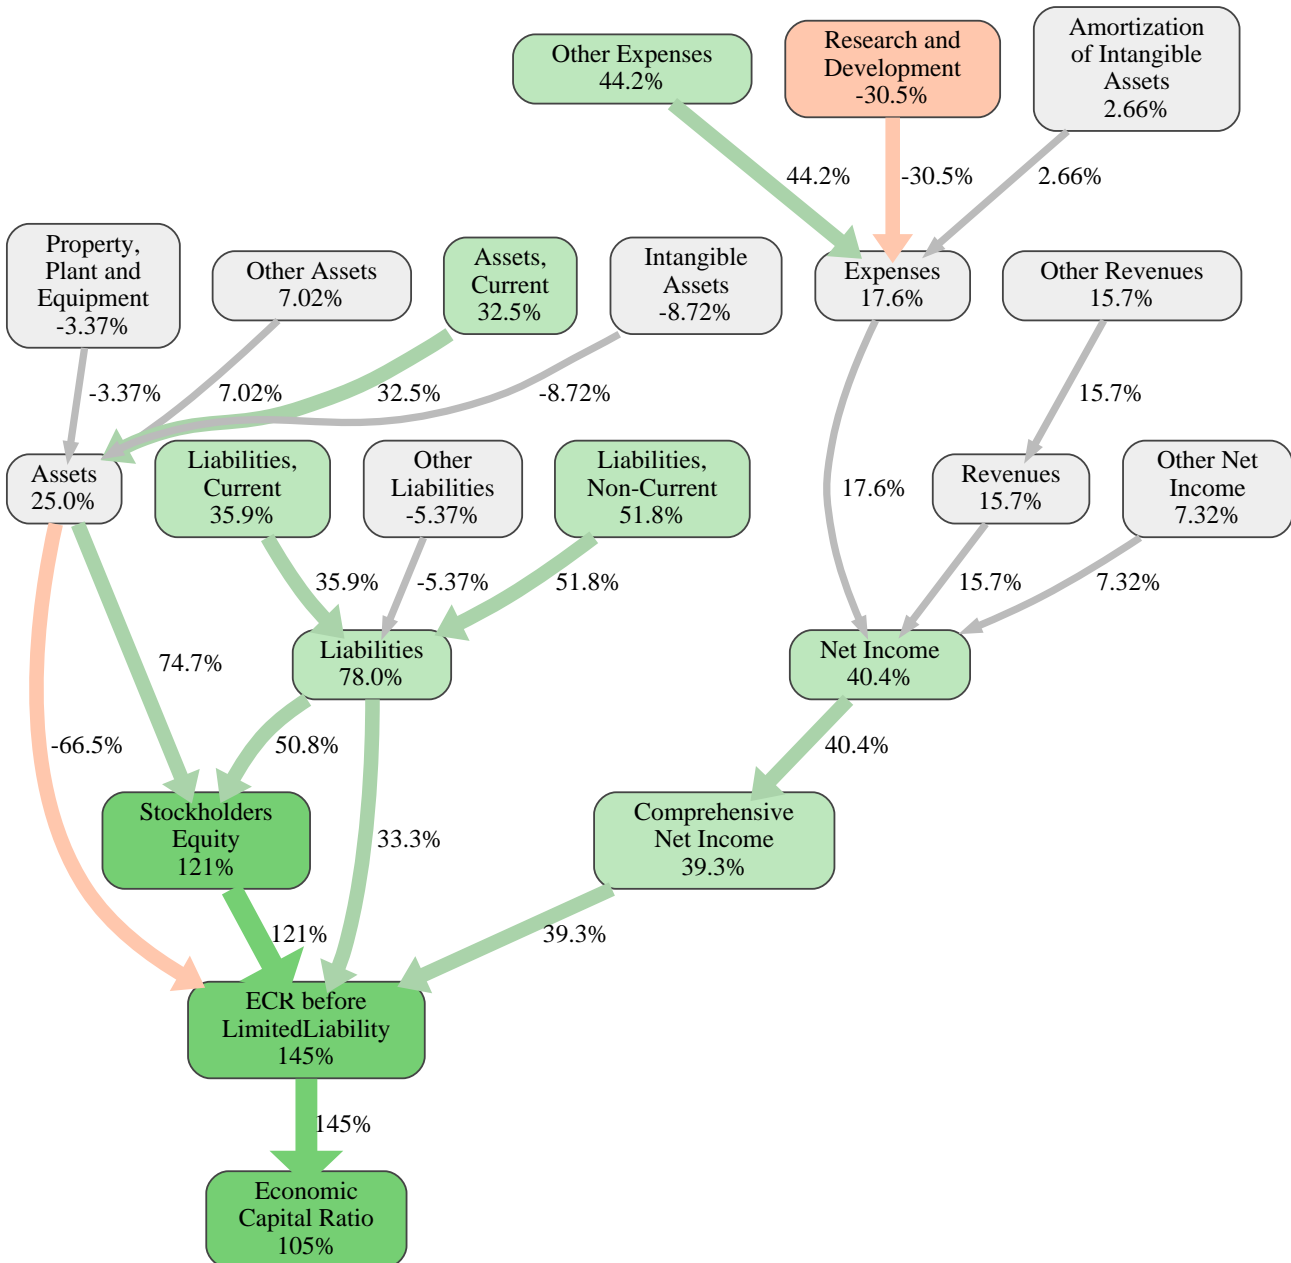 Other Expenses
44.2%
Research and
Development
-30.5%
Amortization
of Intangible
Assets
2.66%
44.2%
-30.5%
2.66%
Property,
Plant and
Equipment
-3.37%
Other Assets
7.02%
Assets,
Current
32.5%
Intangible
Assets
-8.72%
Expenses
17.6%
Other Revenues
15.7%
-3.37%
7.02%
32.5%
-8.72%
15.7%
Assets
25.0%
Liabilities,
Current
35.9%
Other
Liabilities
-5.37%
Liabilities,
Non-Current
51.8%
17.6%
Revenues
15.7%
Other Net
Income
7.32%
35.9%
-5.37%
51.8%
15.7%
7.32%
74.7%
Liabilities
78.0%
Net Income
40.4%
-66.5%
50.8%
40.4%
Stockholders
Equity
121%
33.3%
Comprehensive
Net Income
39.3%
121%
39.3%
ECR before
LimitedLiability
145%
145%
Economic
Capital Ratio
105%